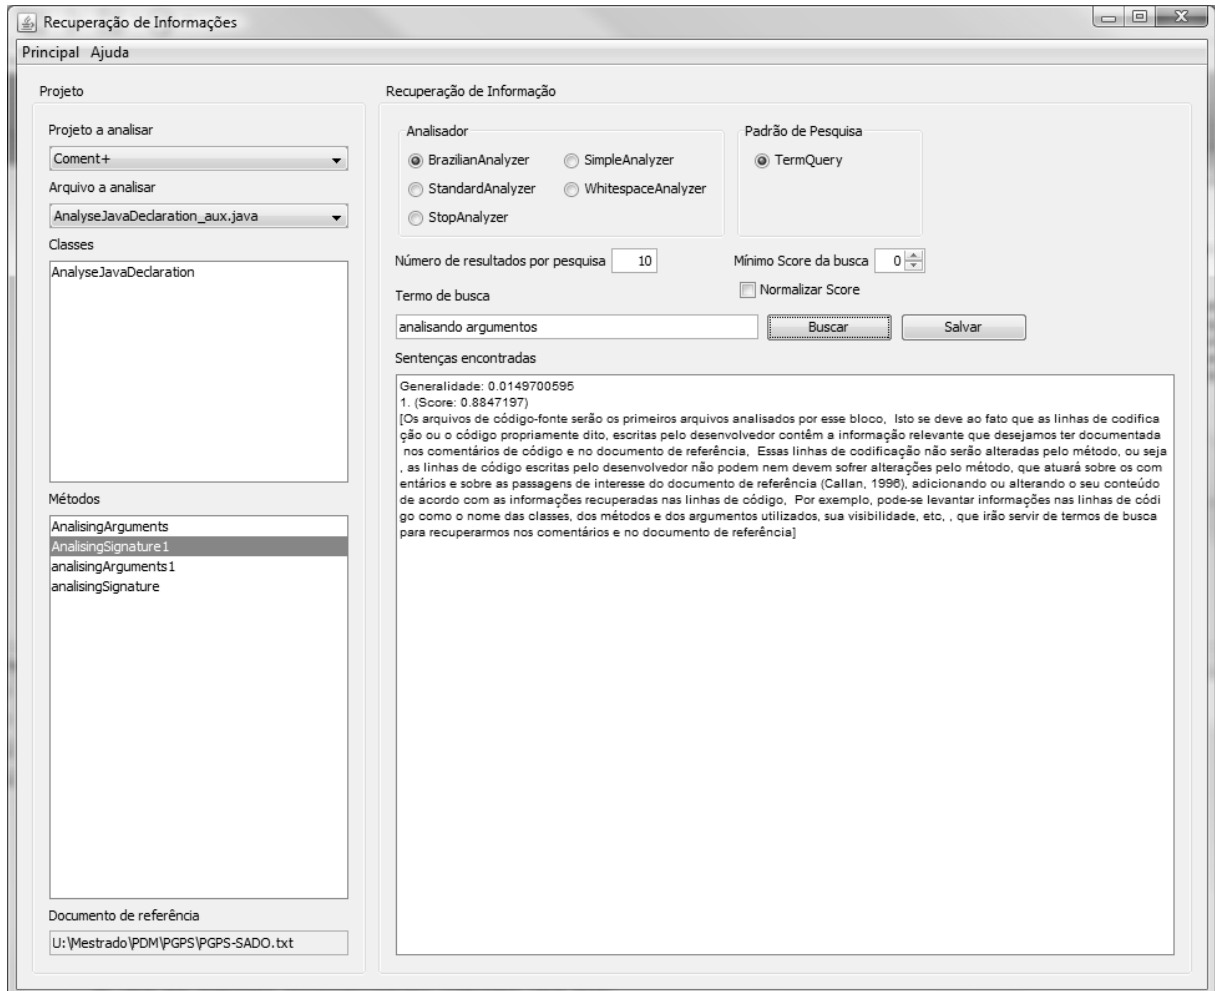 Recuperação de Informações
Principal Ajuda
Projeto
Projeto a analisar
Coment+
Arquivo a analisar
AnalyseJavaDeclaration_aux.java
Classes
AnalyseJavaDeclaration
Métodos
AnalisingArguments
AnalisingSignature1
analisingArguments1
analisingSignature
Documento de referência
U:\Mestrado\PDM\PGPS\PGPS-SADO.txt
Recuperação de Informação
Analisador
BrazilianAnalyzer SimpleAnalyzer
StandardAnalyzer WhitespaceAnalyzer
StopAnalyzer
Padrão de Pesquisa
TermQuery
Número de resultados por pesquisa 10 Mínimo Score da busca 0
Normalizar Score
Termo de busca
analisando argumentos Buscar Salvar
Sentenças encontradas
Generalidade: 0.0149700595
1. (Score: 0.8847197)
[Os arquivos de código-fonte serão os primeiros arquivos analisados por esse bloco, Isto se deve ao fato que as linhas de codifica
ção ou o código propriamente dito, escritas pelo desenvolvedor contêm a informação relevante que desejamos ter documentada
nos comentários de código e no documento de referência, Essas linhas de codificação não serão alteradas pelo método, ou seja
, as linhas de código escritas pelo desenvolvedor não podem nem devem sofrer alterações pelo método, que atuará sobre os com
entários e sobre as passagens de interesse do documento de referência (Callan, 1996), adicionando ou alterando o seu conteúdo
de acordo com as informações recuperadas nas linhas de código, Por exemplo, pode-se levantar informações nas linhas de códi
go como o nome das classes, dos métodos e dos argumentos utilizados, sua visibilidade, etc, , que irão servir de termos de busca
para recuperarmos nos comentários e no documento de referência]